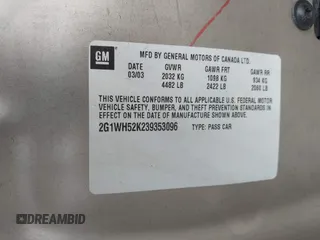 GM
MFD BY GENERAL MOTORS OF CANADA LTD.
DATE GVWR GAWR FRT GAWR RR
03/03 2032 KG 1098 KG 934 KG
4482 LB 2422 LB 2060 LB
THIS VEHICLE CONFORMS TO ALL APPLICABLE U.S. FEDERAL MOTOR
VEHICLE SAFETY, BUMPER, AND THEFT PREVENTION STANDARDS
IN EFFECT ON THE DATE OF MANUFACTURE SHOWN ABOVE.
2G1WH52K239353096 TYPE: PASS CAR
DREAMBID